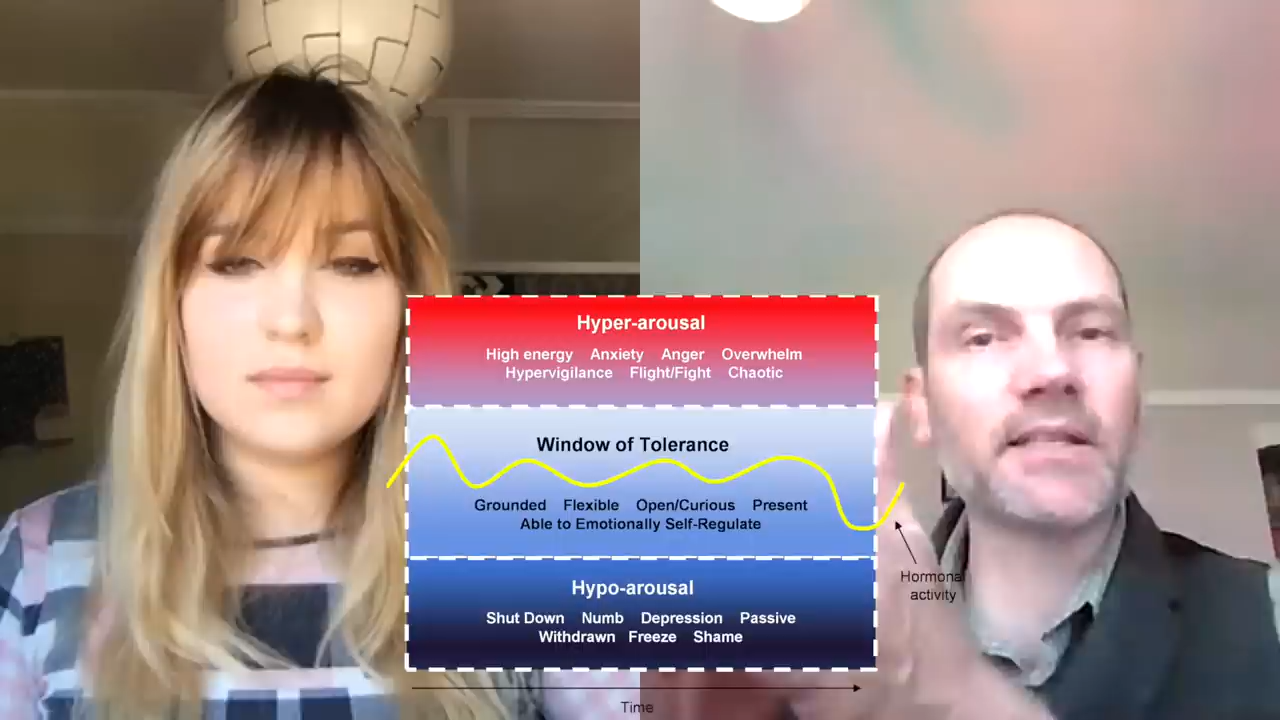 Hyper-arousal
High energy Anxiety Anger Overwhelm
Hypervigilance Flight/Fight Chaotic
Window of Tolerance
Grounded Flexible Open/Curious Present
Able to Emotionally Self-Regulate
Hypo-arousal
Shut Down Numb Depression Passive
Withdrawn Freeze Shame
Hormonal
activity
Time